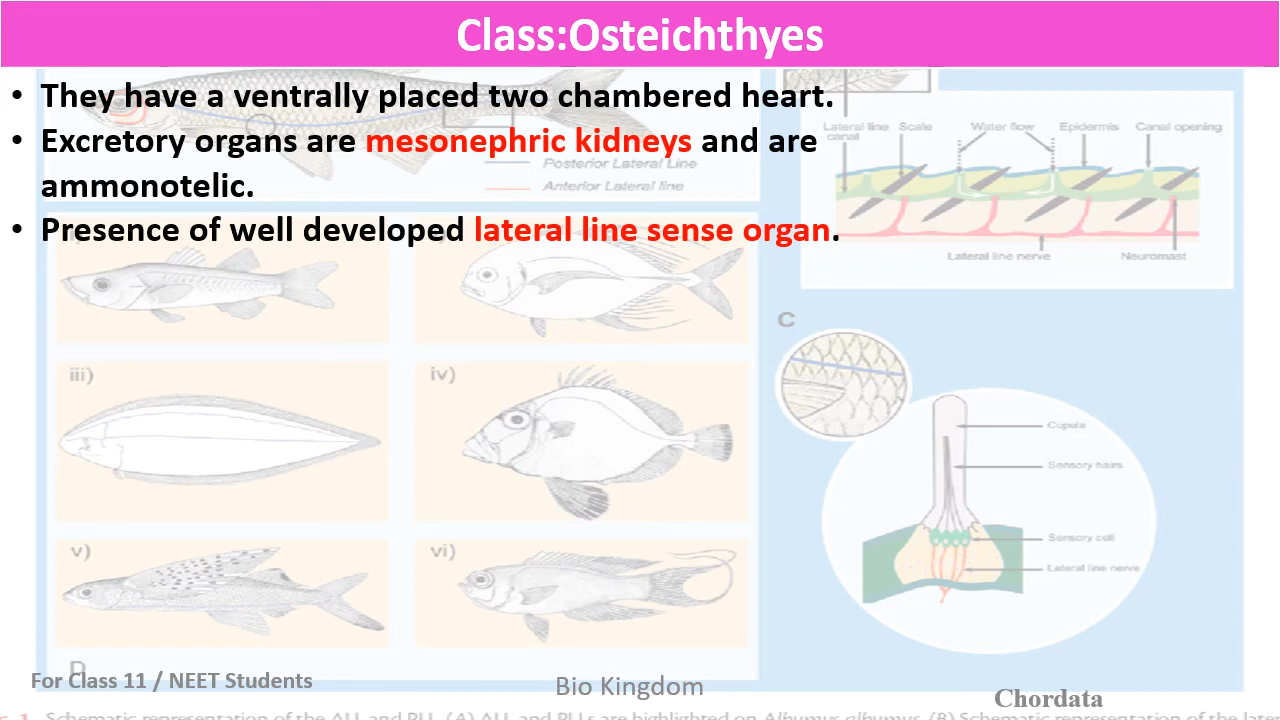 Class:Osteichthyes
• They have a ventrally placed two chambered heart.
• Excretory organs are mesonephric kidneys and are
ammonotelic.
• Presence of well developed lateral line sense organ.
Posterior Lateral Line
Anterior Lateral line
Lateral line canal
Scale
Water flow
Epidermis
Canal opening
Lateral line nerve
Neuromast
C
iii)
iv)
v)
vi)
Cupula
Sensory hairs
Sensory cell
Lateral line nerve
D
For Class 11 / NEET Students
Bio Kingdom
Chordata